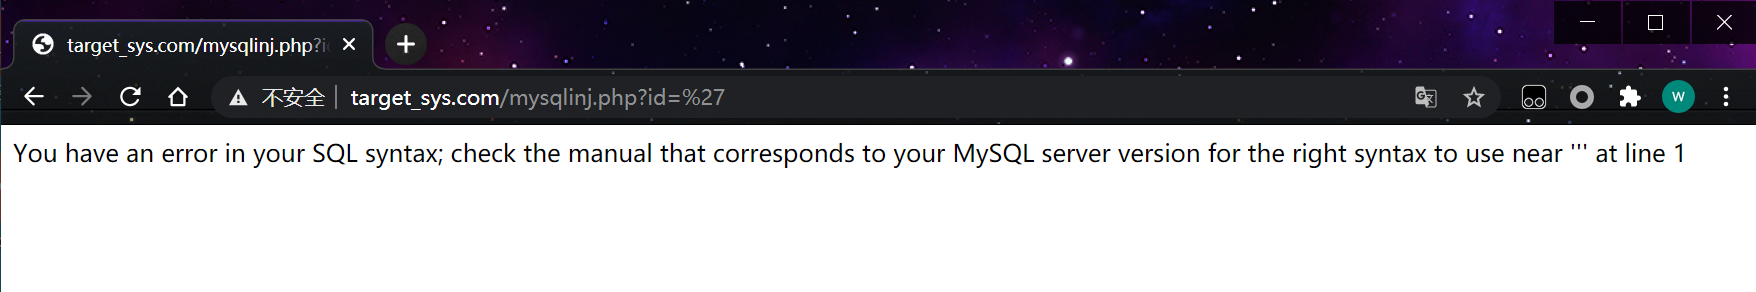 target_sys.com/mysqlinj.php?i
不安全 target_sys.com/mysqlinj.php?id=%27
W
You have an error in your SQL syntax; check the manual that corresponds to your MySQL server version for the right syntax to use near ''' at line 1